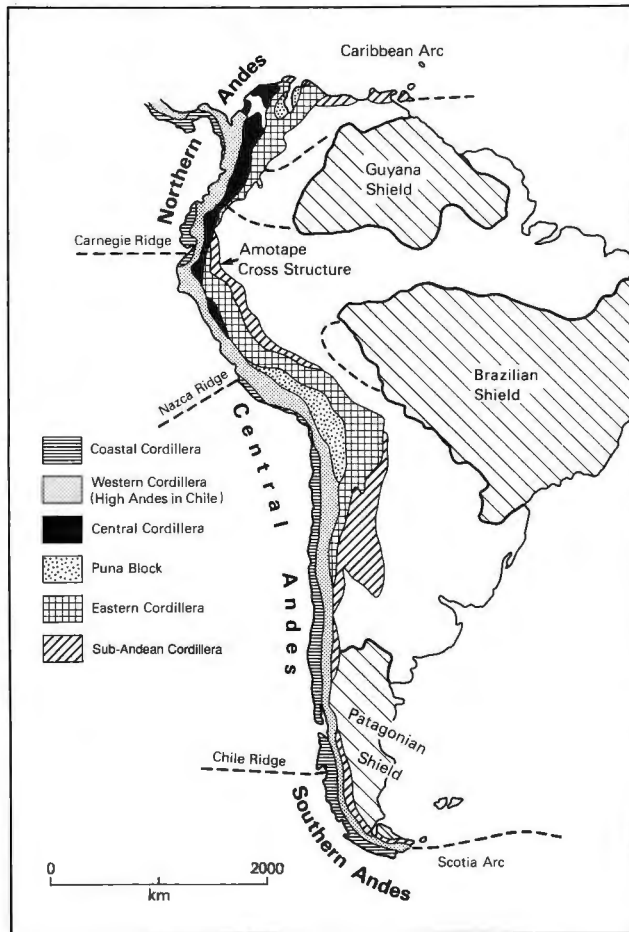 Caribbean Arc
Northern Andes
Guyana
Shield
Carnegie Ridge
Amotape
Cross Structure
Brazilian
Shield
Nazca Ridge
Central Andes
Coastal Cordillera
Western Cordillera
(High Andes in Chile)
Central Cordillera
Puna Block
Eastern Cordillera
Sub-Andean Cordillera
Patagonian
Shield
Chile Ridge
Southern Andes
Scotia Arc
0 2000
km